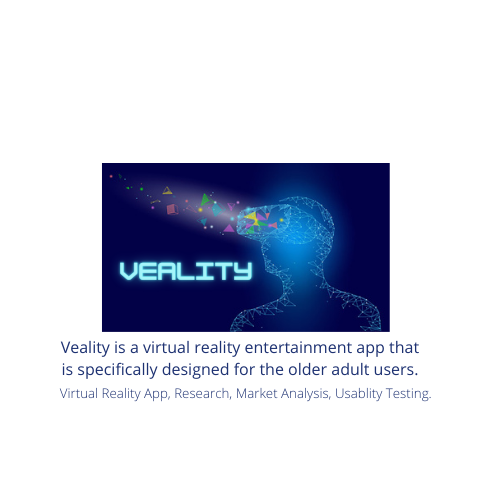 VEALITY
Veality is a virtual reality entertainment app that
is specifically designed for the older adult users.
Virtual Reality App, Research, Market Analysis, Usablity Testing.